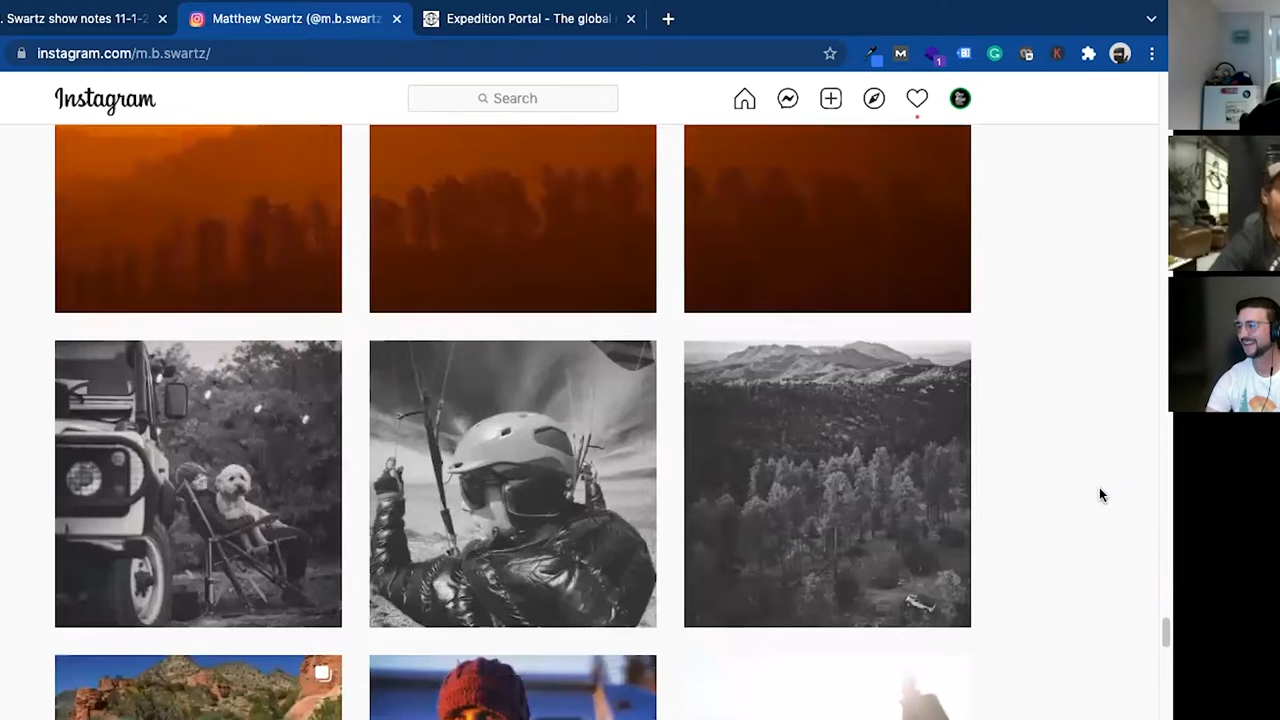 . Swartz show notes 11-1-2
Matthew Swartz (@m.b.swartz
Expedition Portal - The global
instagram.com/m.b.swartz/
Instagram
Search